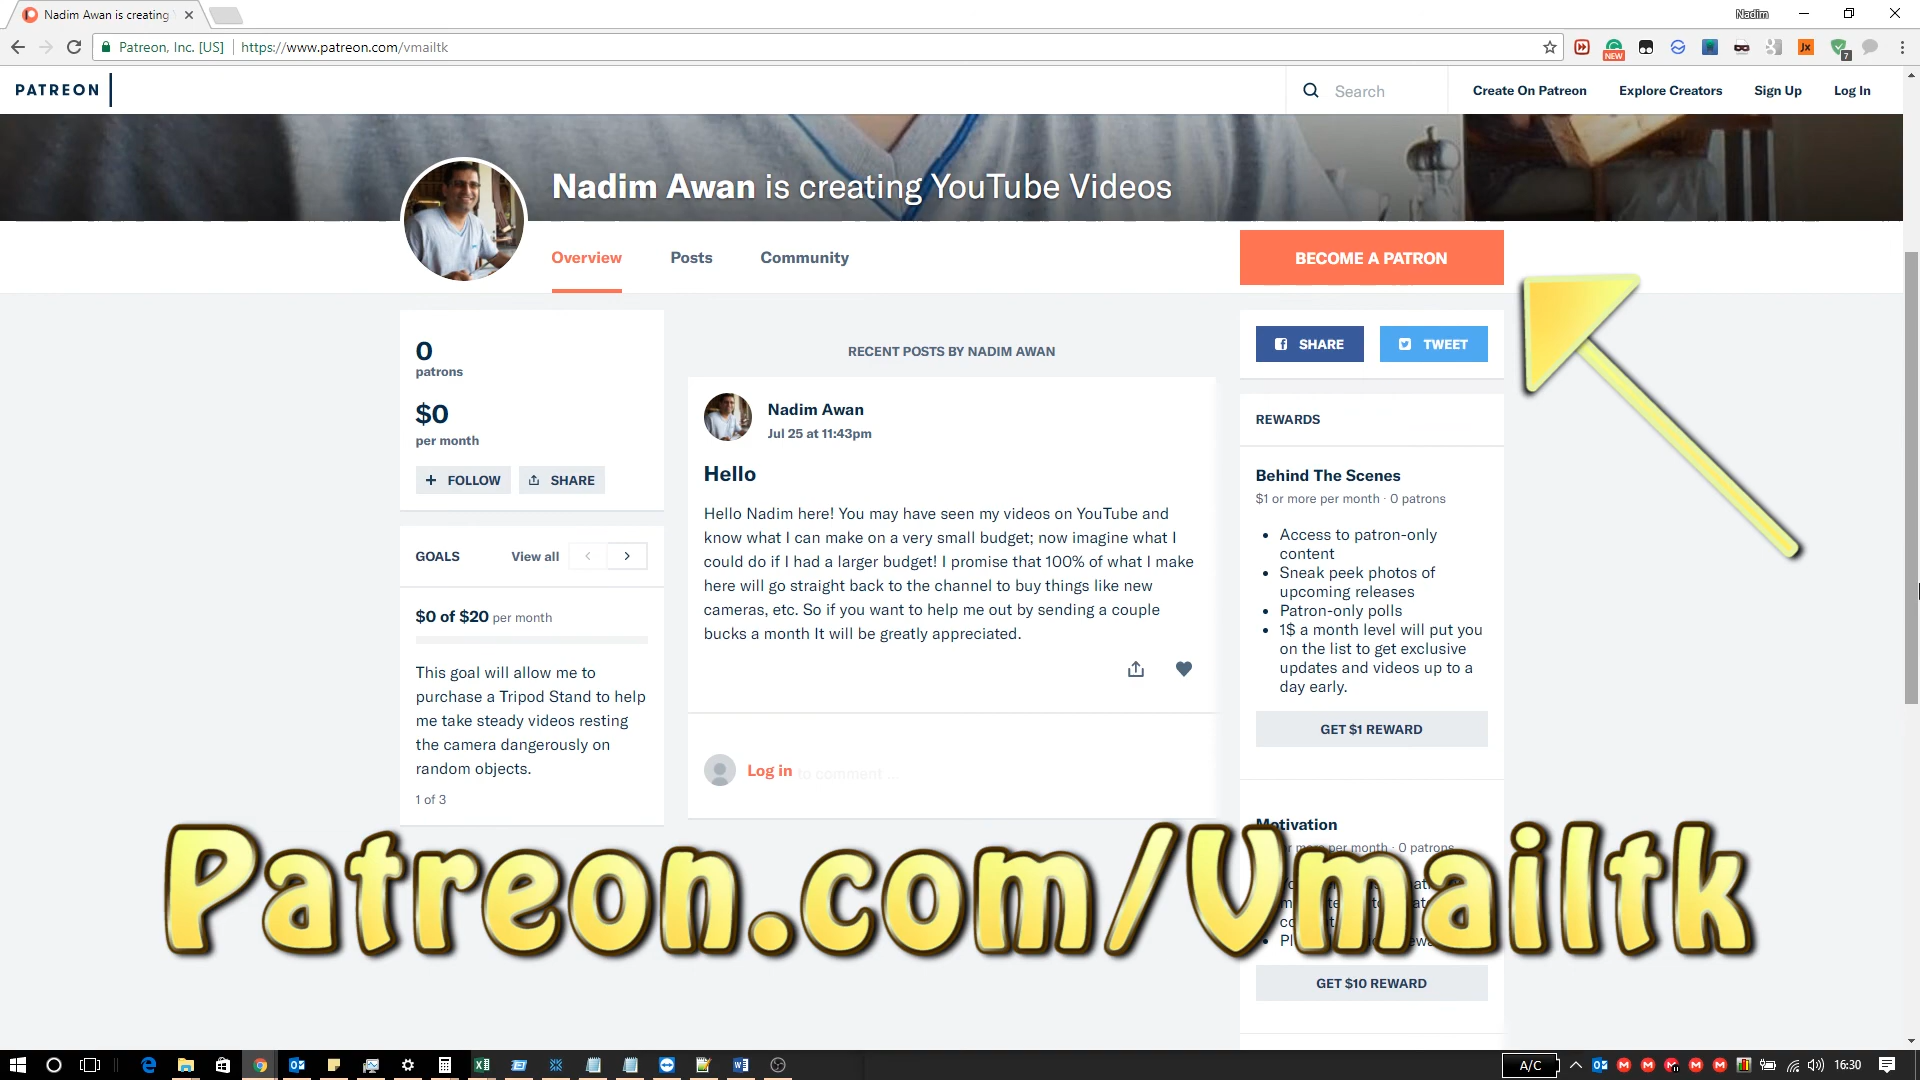 Nadim Awan is creating
Nadim
Patreon, Inc. [US]
https://www.patreon.com/vmailtk
NEW
Jx
7
PATREON
Search
Create On Patreon
Explore Creators
Sign Up
Log In
Nadim Awan is creating YouTube Videos
Overview
Posts
Community
BECOME A PATRON
0
patrons
$0
per month
+ FOLLOW
SHARE
GOALS
View all
$0 of $20 per month
This goal will allow me to
purchase a Tripod Stand to help
me take steady videos resting
the camera dangerously on
random objects.
1 of 3
RECENT POSTS BY NADIM AWAN
Nadim Awan
Jul 25 at 11:43pm
Hello
Hello Nadim here! You may have seen my videos on YouTube and
know what I can make on a very small budget; now imagine what I
could do if I had a larger budget! I promise that 100% of what I make
here will go straight back to the channel to buy things like new
cameras, etc. So if you want to help me out by sending a couple
bucks a month It will be greatly appreciated.
Log in to comment ...
SHARE
TWEET
REWARDS
Behind The Scenes
$1 or more per month · 0 patrons
• Access to patron-only
content
• Sneak peek photos of
upcoming releases
• Patron-only polls
• 1$ a month level will put you
on the list to get exclusive
updates and videos up to a
day early.
GET $1 REWARD
Motivation
more per month · 0 patrons
Patreon.com/Vmailtk
GET $10 REWARD
A/C
16:30